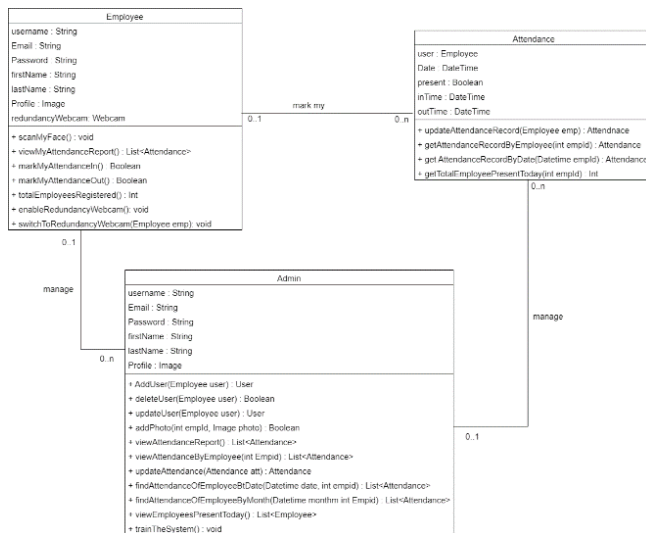 Employee
username : String
Email : String
Password : String
firstName : String
lastName : String
Profile : Image
redundancyWebcam: Webcam
+ scanMyFace() : void
+ viewMyAttendanceReport() : List<Attendance>
+ markMyAttendanceIn() : Boolean
+ markMyAttendanceOut() : Boolean
+ totalEmployeesRegistered() : Int
+ enableRedundancyWebcam(): void
+ switchToRedundancyWebcam(Employee emp): void
0..1
mark my
0..n
Attendance
user : Employee
Date : DateTime
present : Boolean
inTime : DateTime
outTime : DateTime
+ updateAttendanceRecord(Employee emp) : Attendnace
+ getAttendanceRecordByEmployee(int empid) : Attendance
+ get AttendanceRecordByDate(Datetime empId) : Attendance
+ getTotalEmployeePresentToday(int empId) : Int
0..n
manage
0..1
0..1
manage
0..n
Admin
username : String
Email : String
Password : String
firstName : String
lastName : String
Profile : Image
+ AddUser(Employee user) : User
+ deleteUser(Employee user) : Boolean
+ updateUser(Employee user) : User
+ addPhoto(int empId, Image photo) : Boolean
+ viewAttendanceReport() : List<Attendance>
+ viewAttendanceByEmployee(int Empid) : List<Attendance>
+ updateAttendance(Attendance att) : Attendance
+ findAttendanceOfEmployeeBtDate(Datetime date, int empid) : List<Attendance>
+ findAttendanceOfEmployeeByMonth(Datetime monthm int Empid) : List<Attendance>
+ viewEmployeesPresentToday() : List<Employee>
+ trainTheSystem() : void